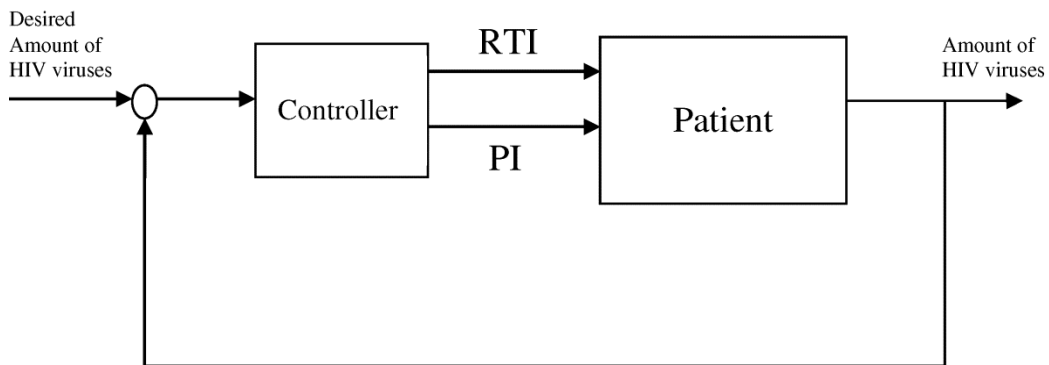 Desired
Amount of
HIV viruses
Controller
RTI
PI
Patient
Amount of
HIV viruses